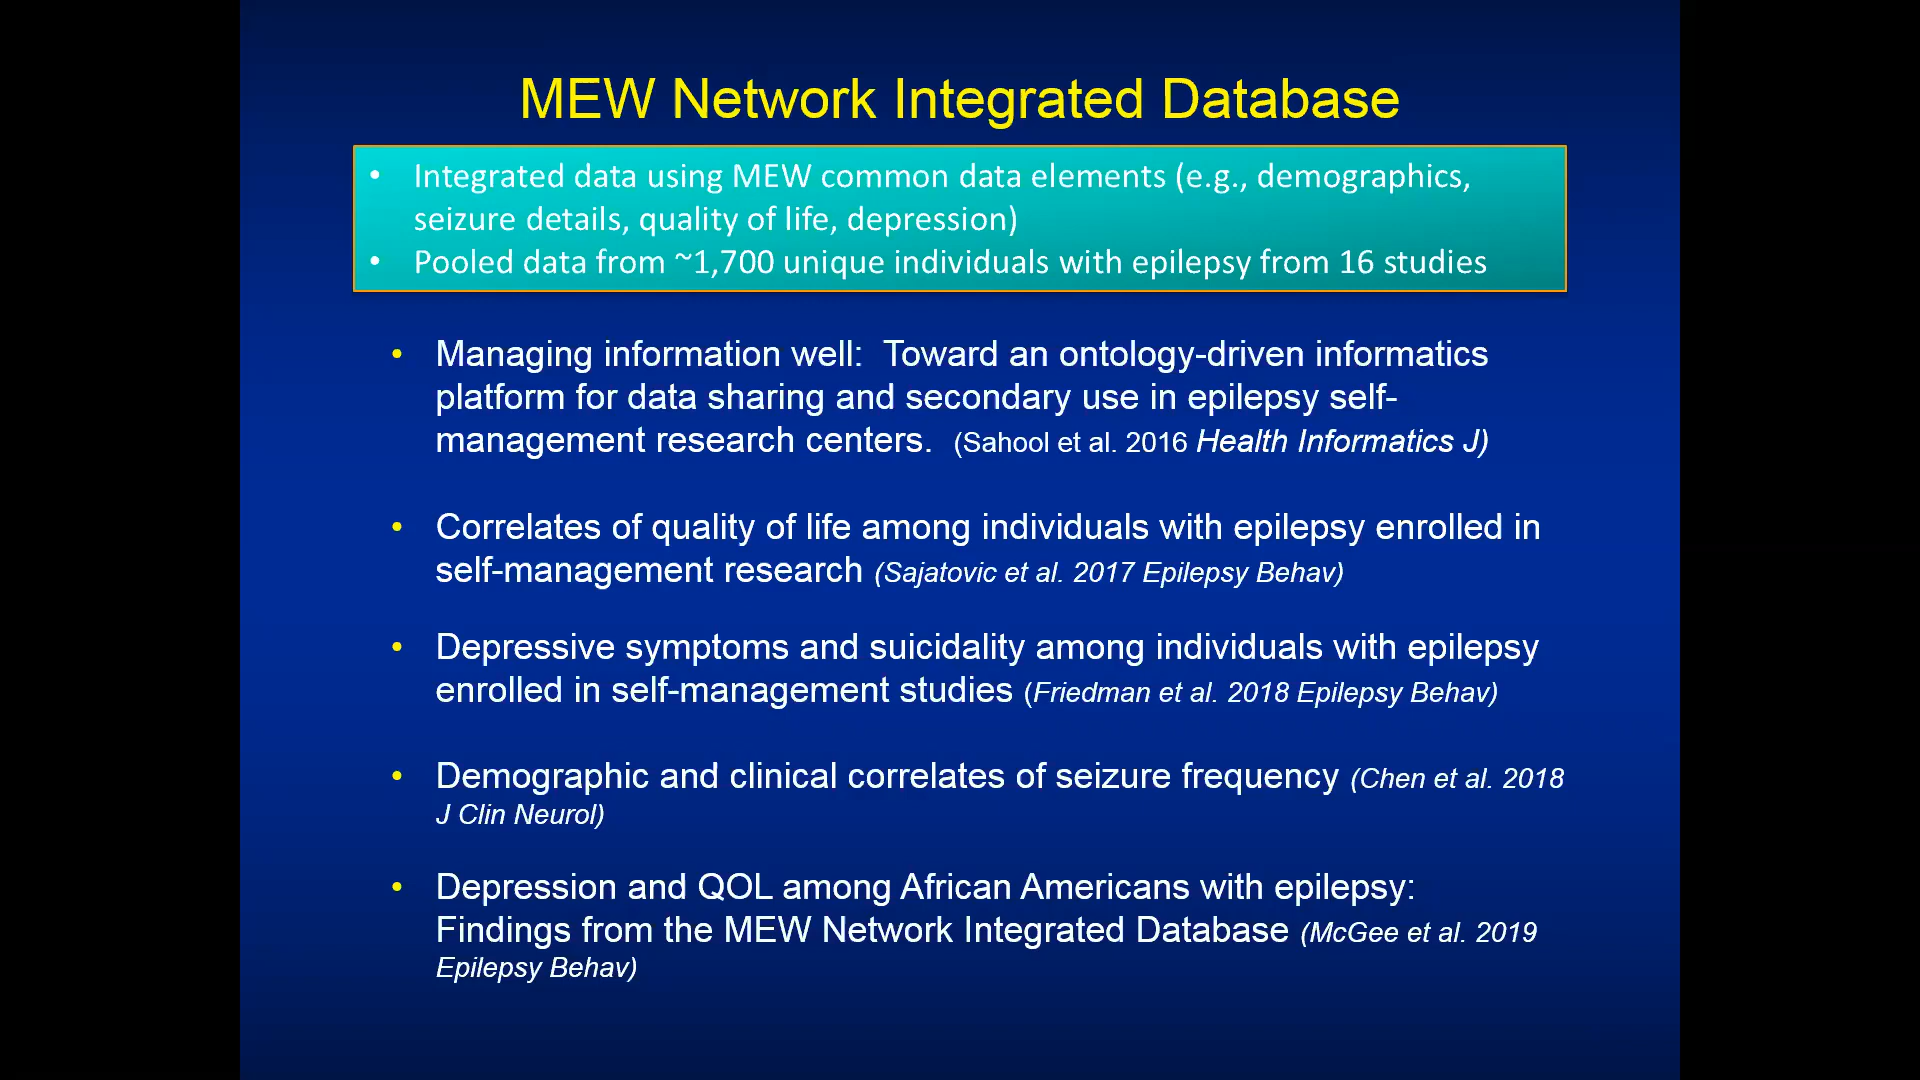 MEW Network Integrated Database
• Integrated data using MEW common data elements (e.g., demographics,
seizure details, quality of life, depression)
• Pooled data from ~1,700 unique individuals with epilepsy from 16 studies
• Managing information well:  Toward an ontology-driven informatics
platform for data sharing and secondary use in epilepsy self-
management research centers.  (Sahool et al. 2016 Health Informatics J)
• Correlates of quality of life among individuals with epilepsy enrolled in
self-management research (Sajatovic et al. 2017 Epilepsy Behav)
• Depressive symptoms and suicidality among individuals with epilepsy
enrolled in self-management studies (Friedman et al. 2018 Epilepsy Behav)
• Demographic and clinical correlates of seizure frequency (Chen et al. 2018
J Clin Neurol)
• Depression and QOL among African Americans with epilepsy:
Findings from the MEW Network Integrated Database (McGee et al. 2019
Epilepsy Behav)